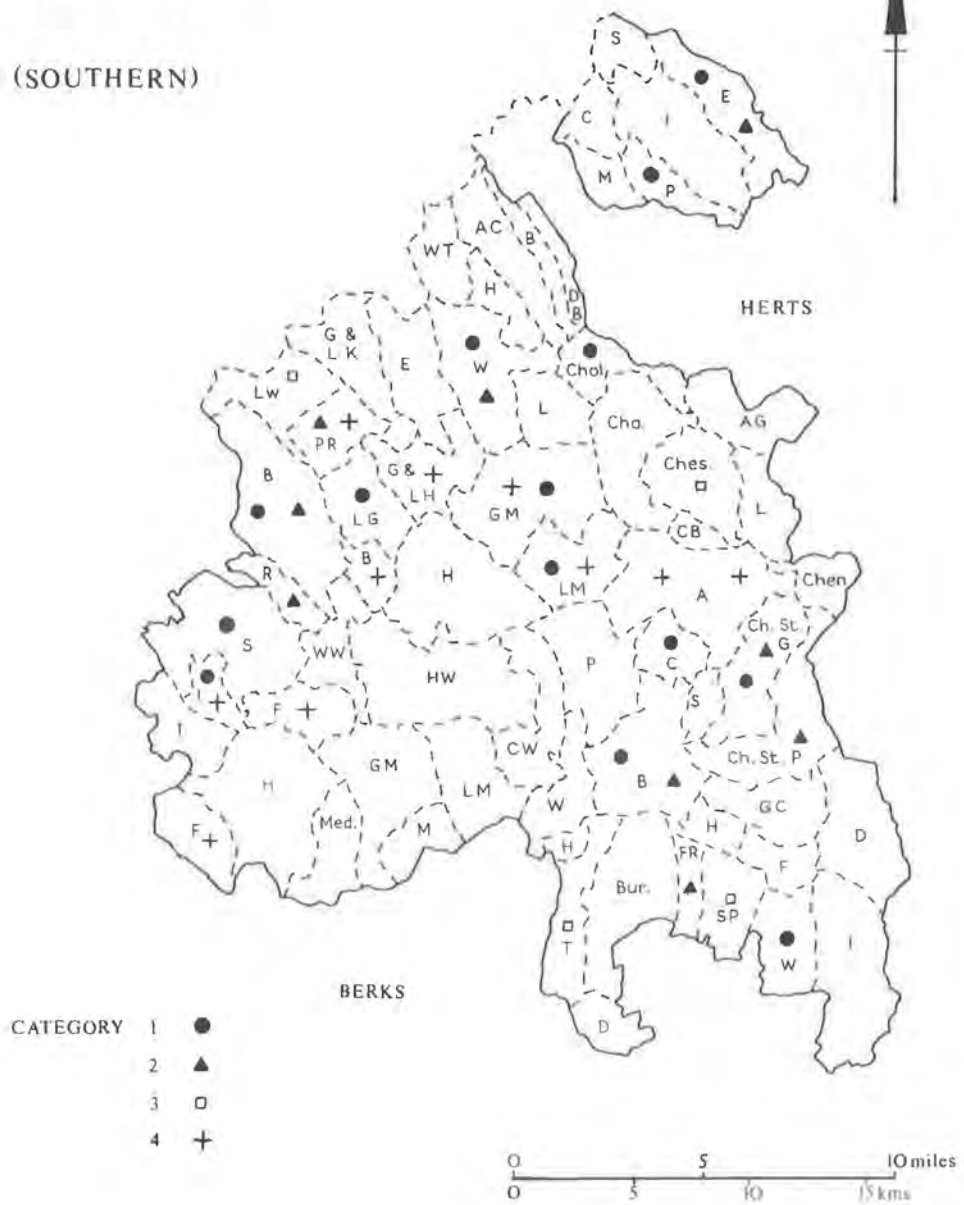 (SOUTHERN)
S
E
C
I
M
P
AC
B
WT
H
D
B
HERTS
G &
L K
E
W
Chol
LW
L
Cha.
AG
PR
Ches.
B
G &
L H
LG
GM
L
CB
B
H
LM
A
Chen
R
Ch. St.
G
S
WW
P
C
HW
S
F
I
CW
B
Ch. St. P
H
GM
LM
W
GC
D
Med.
M
H
H
F
FR
F
Bur.
SP
T
W
I
BERKS
D
CATEGORY 1
2
3
4
0 5 10 miles
0 5 10 15 kms